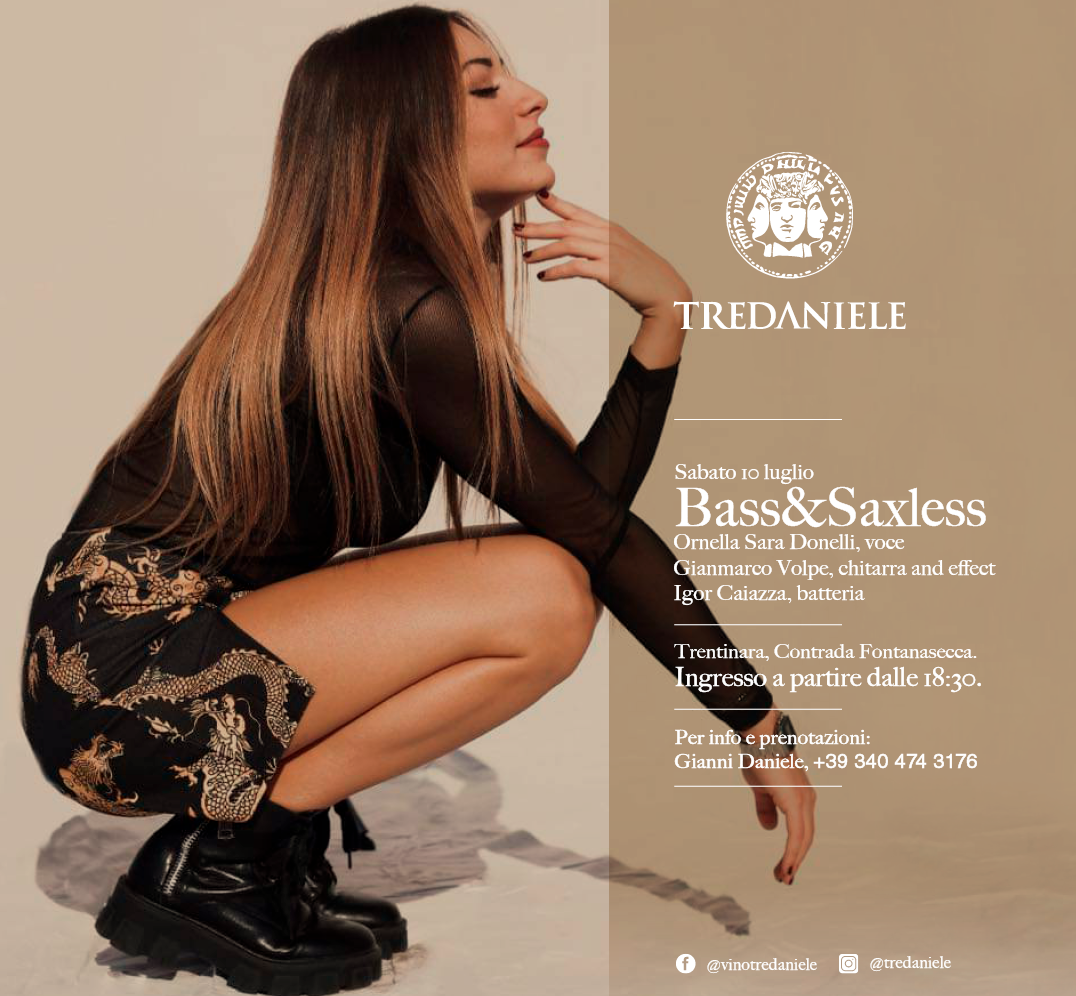 TREDANIELE
Sabato 10 luglio
Bass&Saxless
Ornella Sara Donelli, voce
Gianmarco Volpe, chitarra and effect
Igor Caiazza, batteria
Trentinara, Contrada Fontanasecca.
Ingresso a partire dalle 18:30.
Per info e prenotazioni:
Gianni Daniele, +39 340 474 3176
@vinotredaniele @tredaniele